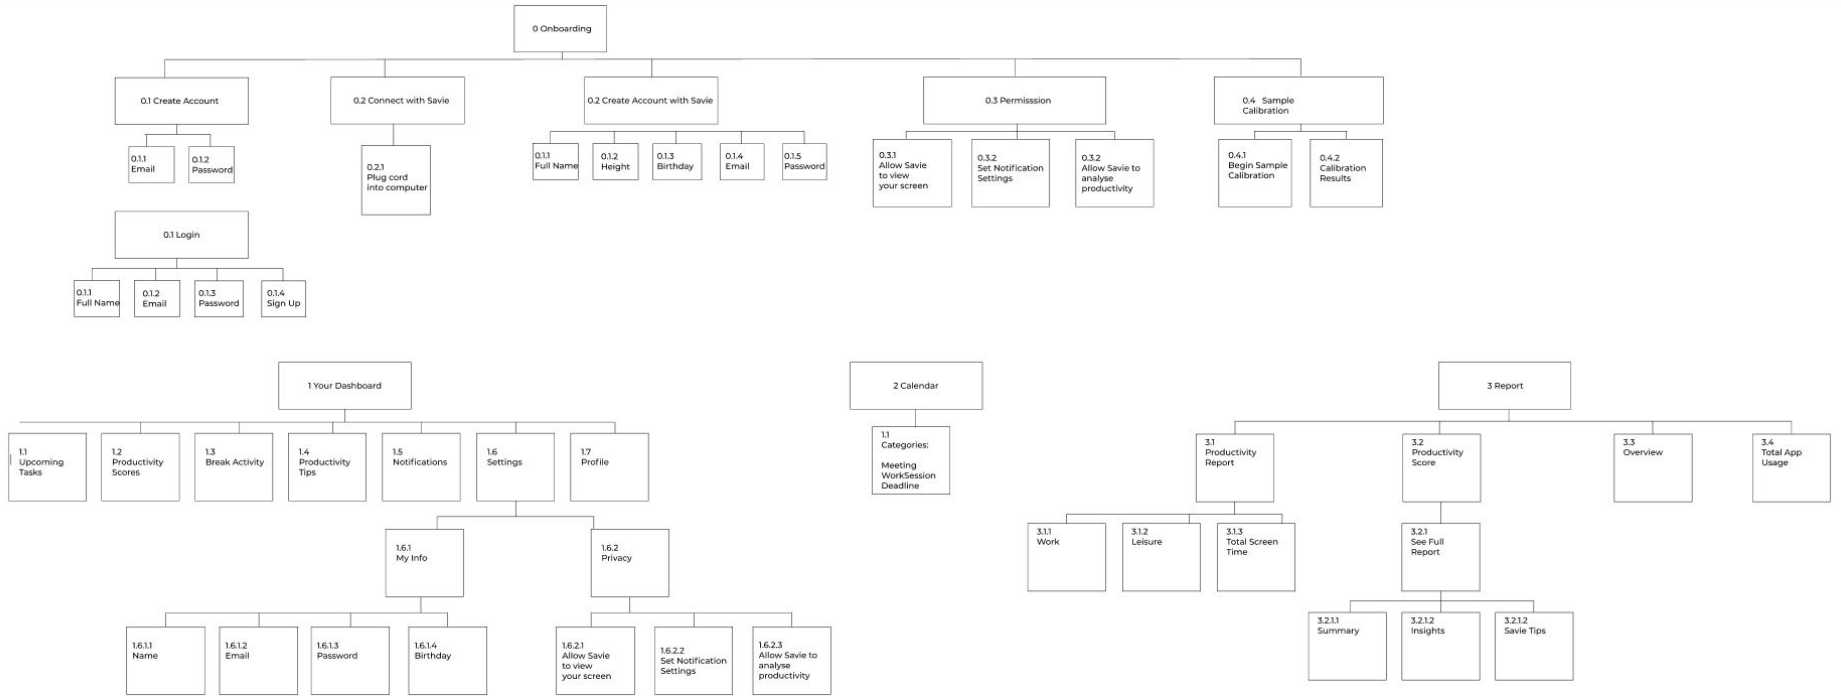 0 Onboarding
0.1 Create Account
0.2 Connect with Savie
0.2 Create Account with Savie
0.3 Permisssion
0.4 Sample
Calibration
0.1.1
Email
0.1.2
Password
0.2.1
Plug cord
into computer
0.1.1
Full Name
0.1.2
Height
0.1.3
Birthday
0.1.4
Email
0.1.5
Password
0.3.1
Allow Savie
to view
your screen
0.3.2
Set Notification
Settings
0.3.2
Allow Savie to
analyse
productivity
0.4.1
Begin Sample
Calibration
0.4.2
Calibration
Results
0.1 Login
0.1.1
Full Name
0.1.2
Email
0.1.3
Password
0.1.4
Sign Up
1 Your Dashboard
2 Calendar
3 Report
1.1
Upcoming
Tasks
1.2
Productivity
Scores
1.3
Break Activity
1.4
Productivity
Tips
1.5
Notifications
1.6
Settings
1.7
Profile
1.1
Categories:
Meeting
WorkSession
Deadline
3.1
Productivity
Report
3.2
Productivity
Score
3.3
Overview
3.4
Total App
Usage
1.6.1
My Info
1.6.2
Privacy
3.1.1
Work
3.1.2
Leisure
3.1.3
Total Screen
Time
3.2.1
See Full
Report
1.6.1.1
Name
1.6.1.2
Email
1.6.1.3
Password
1.6.1.4
Birthday
1.6.2.1
Allow Savie
to view
your screen
1.6.2.2
Set Notification
Settings
1.6.2.3
Allow Savie to
analyse
productivity
3.2.1.1
Summary
3.2.1.2
Insights
3.2.1.2
Savie Tips